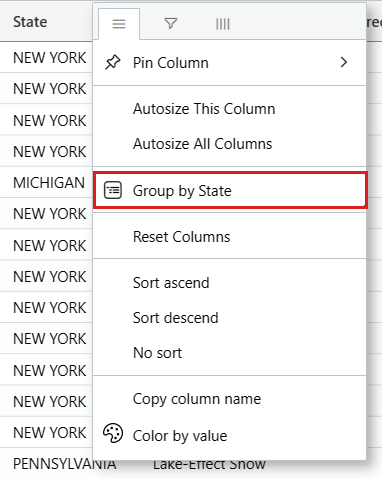 State
NEW YORK
Pin Column
NEW YORK
NEW YORK
Autosize This Column
NEW YORK
Autosize All Columns
MICHIGAN
Group by State
NEW YORK
NEW YORK
Reset Columns
NEW YORK
NEW YORK
Sort ascend
NEW YORK
Sort descend
NEW YORK
No sort
NEW YORK
NEW YORK
Copy column name
NEW YORK
Color by value
PENNSYLVANIA Lake-Effect Snow